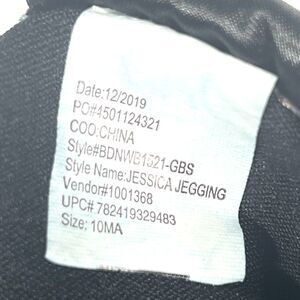 Date:12/2019
PO#4501124321
COO:CHINA
Style#BDNWB1521-GBS
Style Name:JESSICA JEGGING
Vendor#1001368
UPC# 782419329483
Size: 10MA